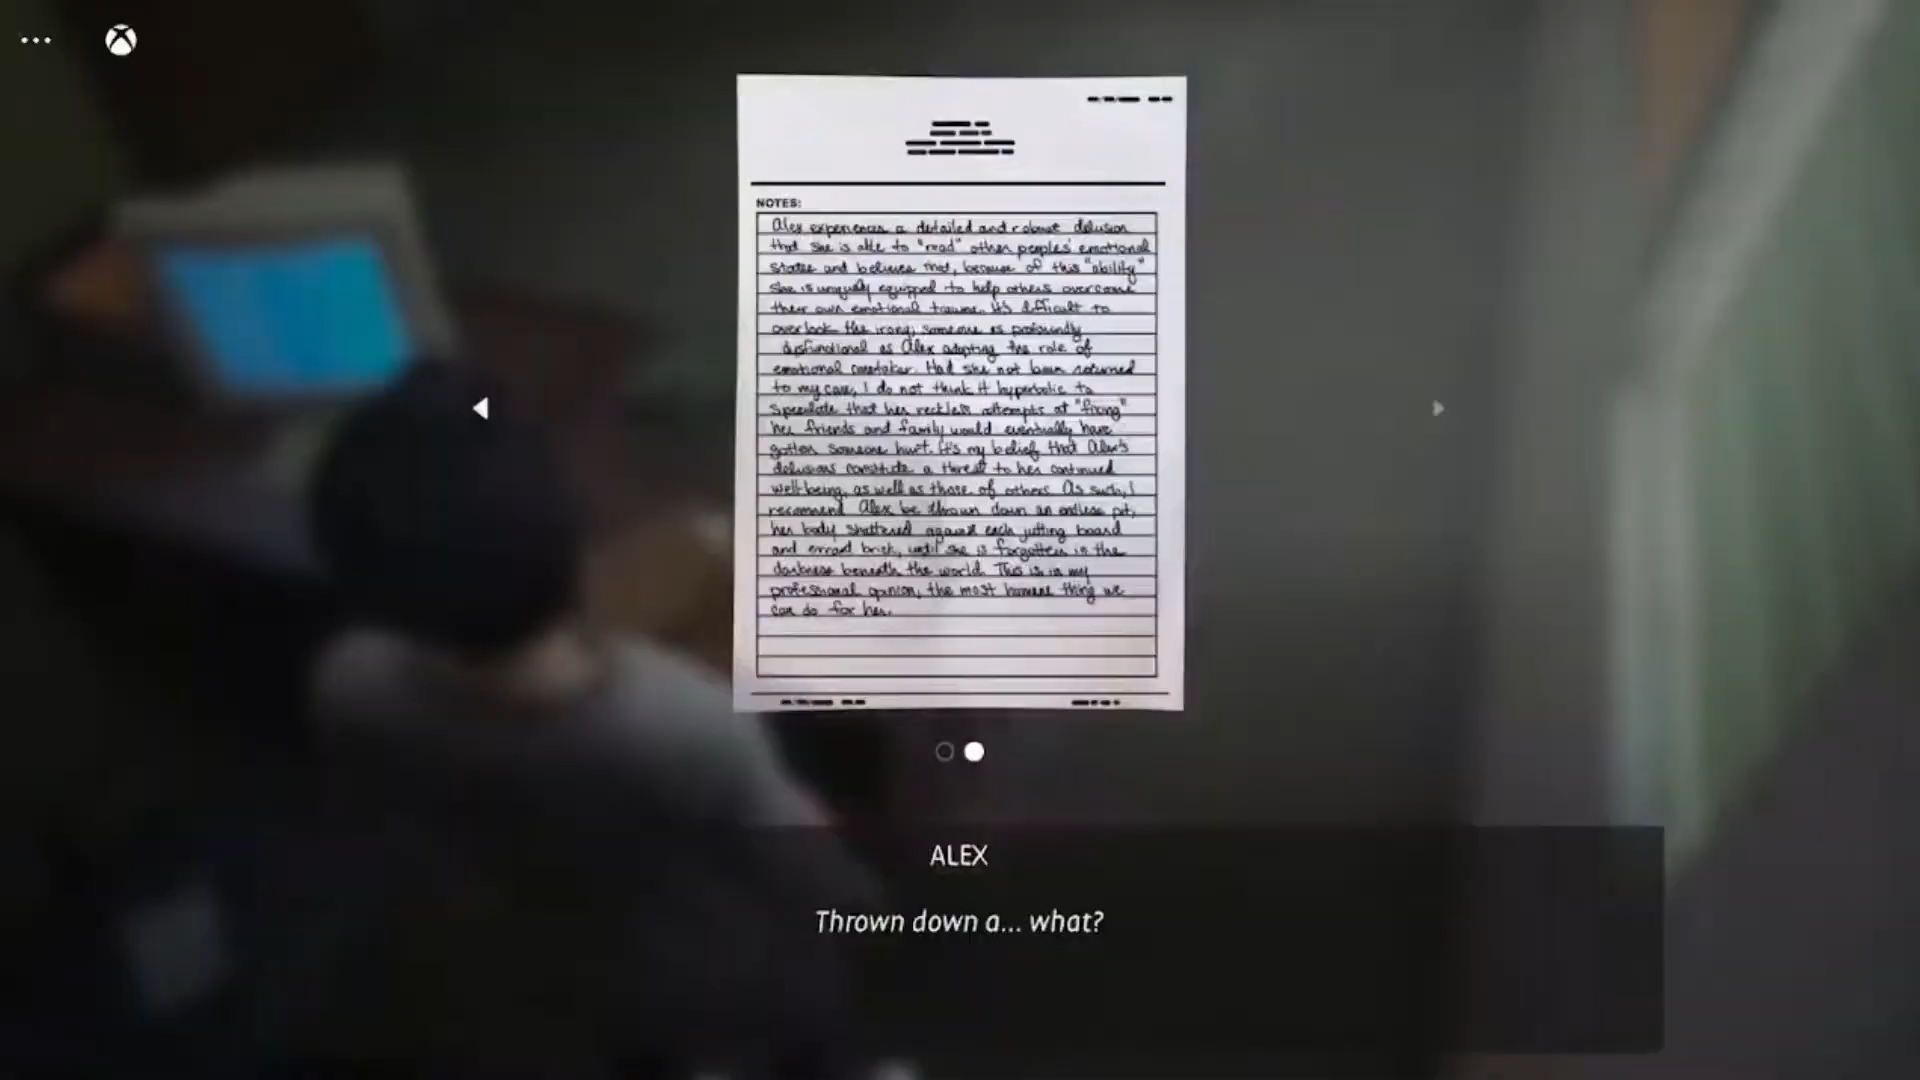 NOTES:
Alex experiences a detailed and robust delusion
that she is able to "read" other peoples' emotional
states and believes that, because of this "ability"
she is uniquely equipped to help others overcome
their own emotional trauma. It's difficult to
overlook the irony; someone as profoundly
dysfunctional as Alex adopting the role of
emotional caretaker. Had she not been returned
to my care, I do not think it hyperbolic to
speculate that her reckless attempts at "fixing"
her friends and family would eventually have
gotten someone hurt. It's my belief that Alex's
delusions constitute a threat to her continued
well-being, as well as those of others. As such, I
recommend Alex be thrown down an endless pit,
her body shattered against each jutting board
and errant brick, until she is forgotten in the
darkness beneath the world. This is in my
professional opinion, the most humane thing we
can do for her.
ALEX
Thrown down a... what?